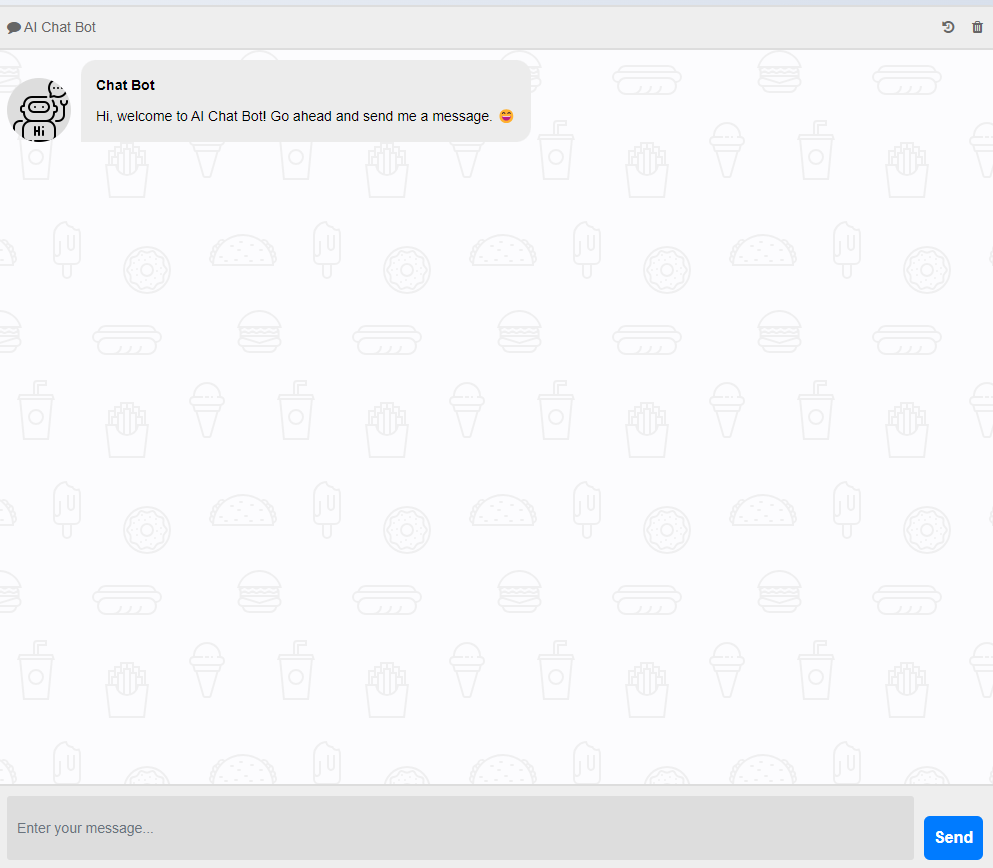 AI Chat Bot
Chat Bot
Hi, welcome to AI Chat Bot! Go ahead and send me a message. 😄
Hi
Enter your message...
Send